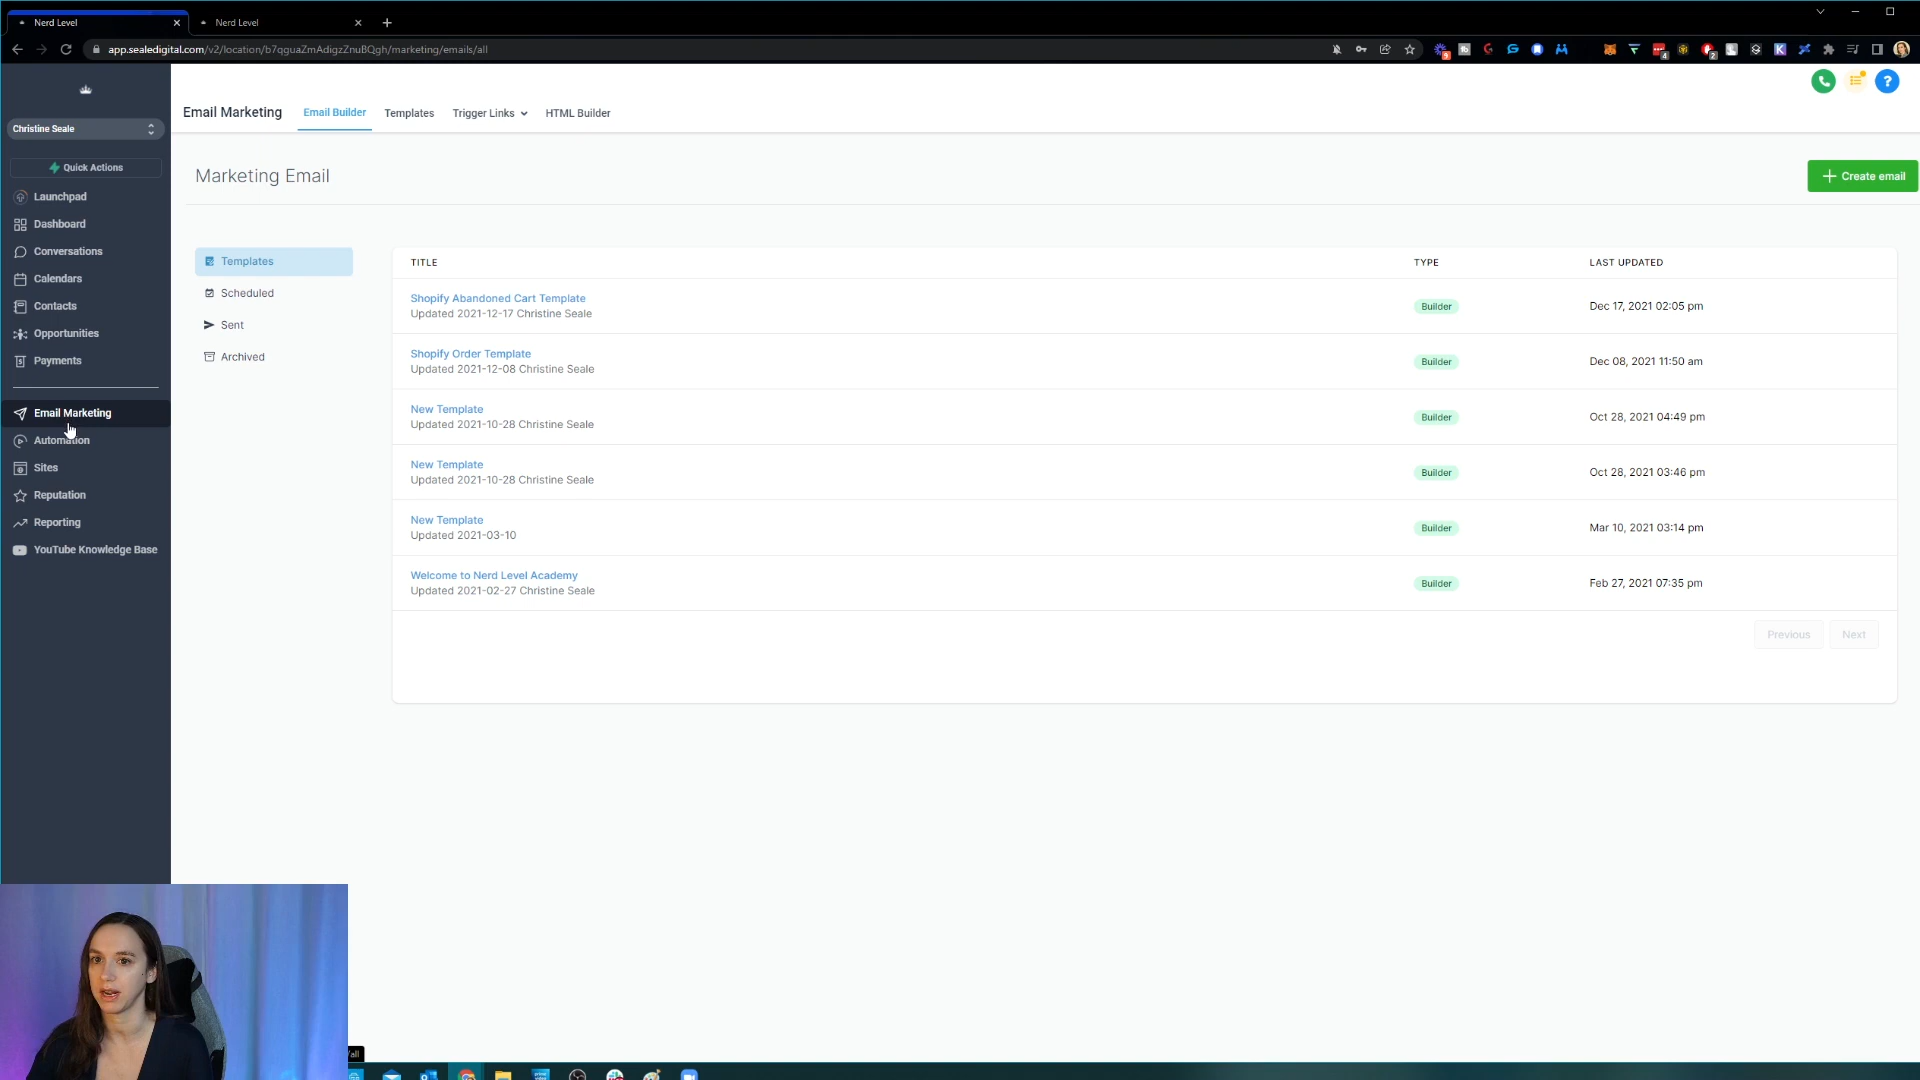 Nerd Level
Nerd Level
app.sealedigital.com/v2/location/b7qguaZmAdigzZnuBQgh/marketing/emails/all
Christine Seale
Quick Actions
Launchpad
Dashboard
Conversations
Calendars
Contacts
Opportunities
Payments
Email Marketing
Automation
Sites
Reputation
Reporting
YouTube Knowledge Base
Email Marketing
Email Builder
Templates
Trigger Links
HTML Builder
Marketing Email
Create email
Templates
Scheduled
Sent
Archived
TITLE TYPE LAST UPDATED
Shopify Abandoned Cart Template
Updated 2021-12-17 Christine Seale
Builder
Dec 17, 2021 02:05 pm
Shopify Order Template
Updated 2021-12-08 Christine Seale
Builder
Dec 08, 2021 11:50 am
New Template
Updated 2021-10-28 Christine Seale
Builder
Oct 28, 2021 04:49 pm
New Template
Updated 2021-10-28 Christine Seale
Builder
Oct 28, 2021 03:46 pm
New Template
Updated 2021-03-10
Builder
Mar 10, 2021 03:14 pm
Welcome to Nerd Level Academy
Updated 2021-02-27 Christine Seale
Builder
Feb 27, 2021 07:35 pm
Previous
Next
/all